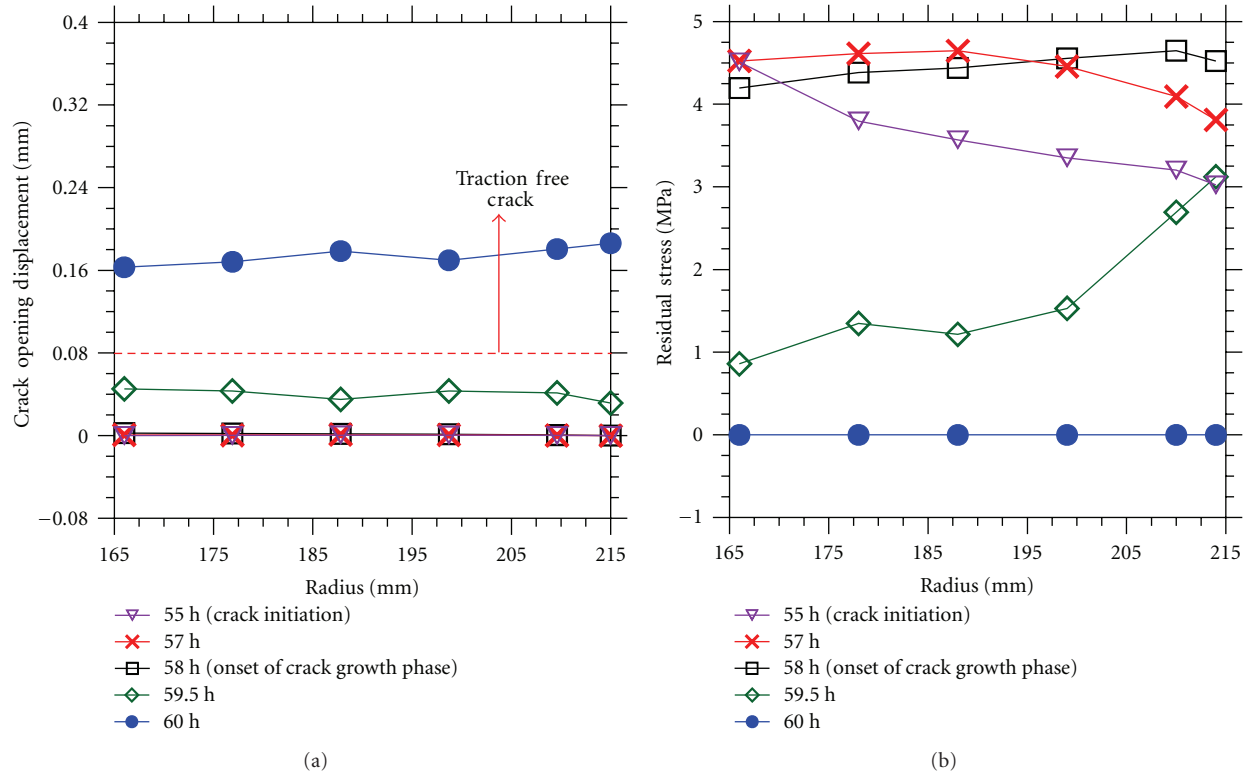 0.4
0.32
0.24
0.16
0.08
0
−0.08
Crack opening displacement (mm)
Traction free
crack
165
175
185
195
205
215
Radius (mm)
55 h (crack initiation)
57 h
58 h (onset of crack growth phase)
59.5 h
60 h
(a)
5
4
3
2
1
0
−1
Residual stress (MPa)
165
175
185
195
205
215
Radius (mm)
55 h (crack initiation)
57 h
58 h (onset of crack growth phase)
59.5 h
60 h
(b)